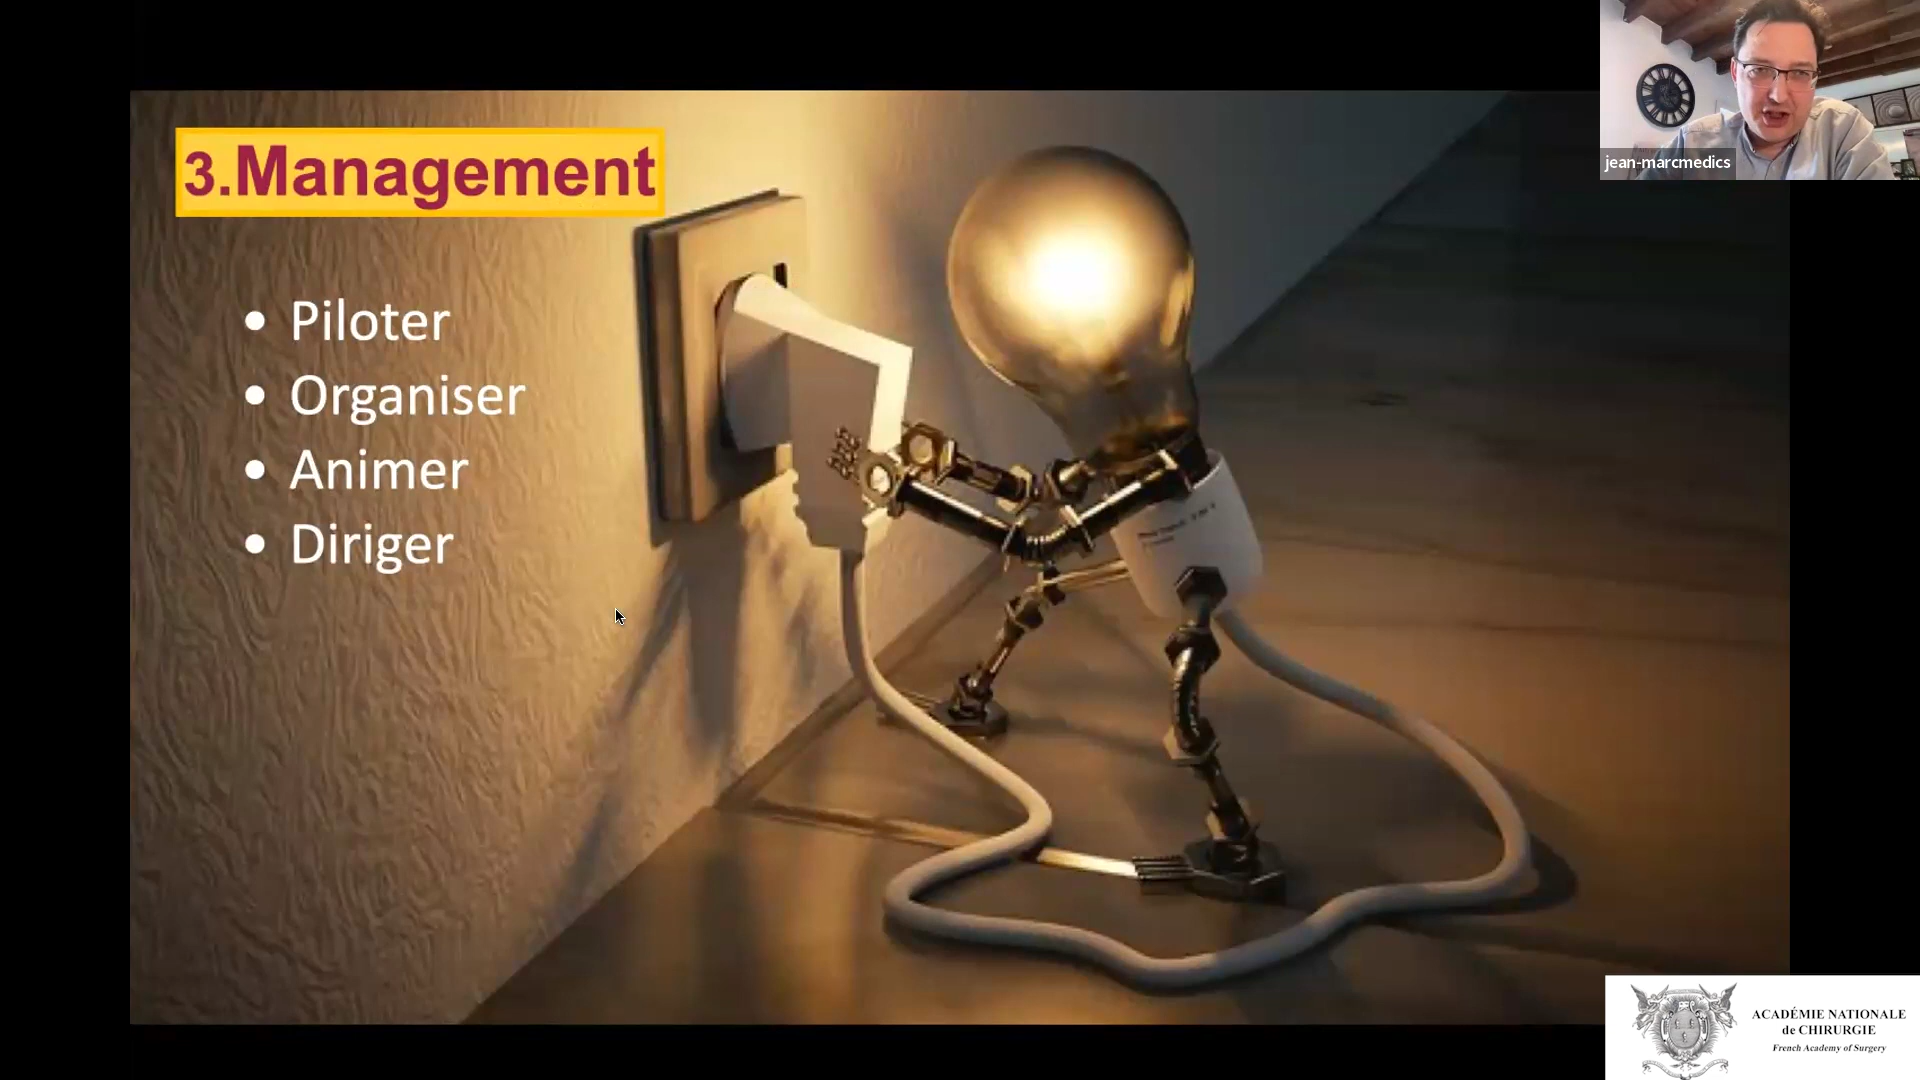 3.Management
• Piloter
• Organiser
• Animer
• Diriger
jean-marcmedics
ACADÉMIE NATIONALE
de CHIRURGIE
French Academy of Surgery